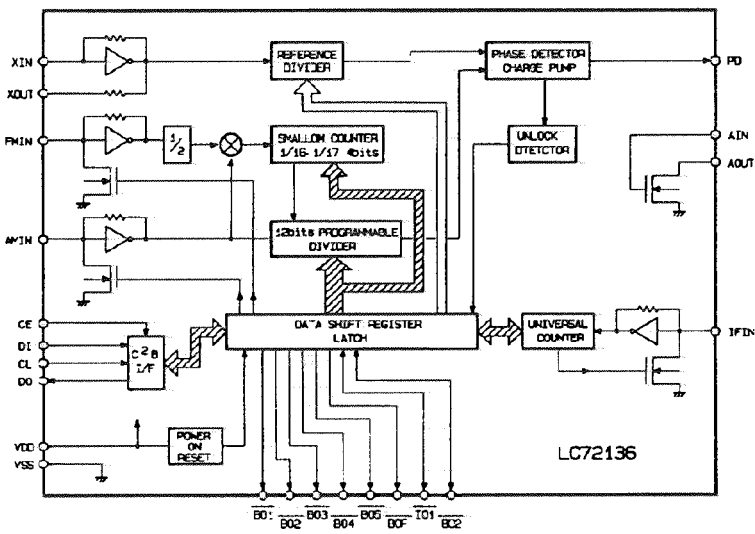 XIN
XOUT
FMIN
AMIN
CE
DI
CL
DO
VDD
VSS
REFERENCE
DIVIDER
PHASE DETECTOR
CHARGE PUMP
PD
1/2
SMALLOM COUNTER
1/16-1/17 4bits
UNLOCK
DTETCTOR
AIN
AOUT
12bits PROGRAMMABLE
DIVIDER
DATA SHIFT REGISTER
LATCH
UNIVERSAL
COUNTER
IFIN
C²B
I/F
POWER
ON
RESET
LC72136
BO1
BO2
BO3
BO4
BO5
BOF
IO1